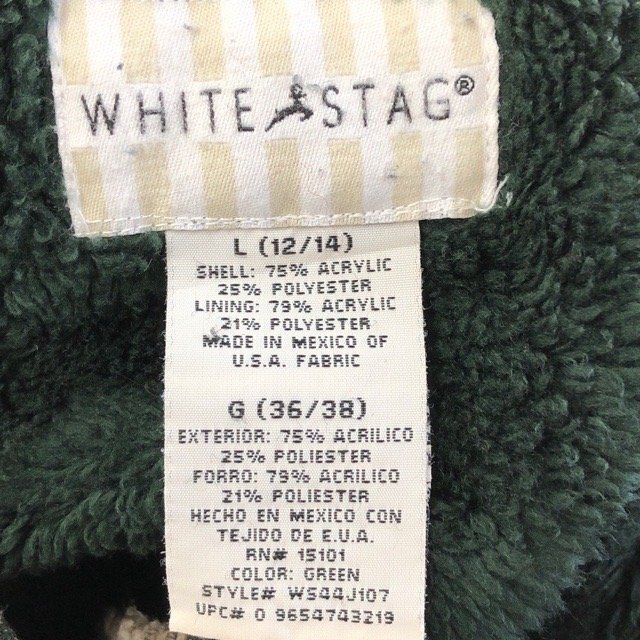 WHITE STAG®
L (12/14)
SHELL: 75% ACRYLIC
25% POLYESTER
LINING: 79% ACRYLIC
21% POLYESTER
MADE IN MEXICO OF
U.S.A. FABRIC
G (36/38)
EXTERIOR: 75% ACRILICO
25% POLIESTER
FORRO: 79% ACRILICO
21% POLIESTER
HECHO EN MEXICO CON
TEJIDO DE E.U.A.
RN# 15101
COLOR: GREEN
STYLE# WS44J107
UPC# 0 9654743219